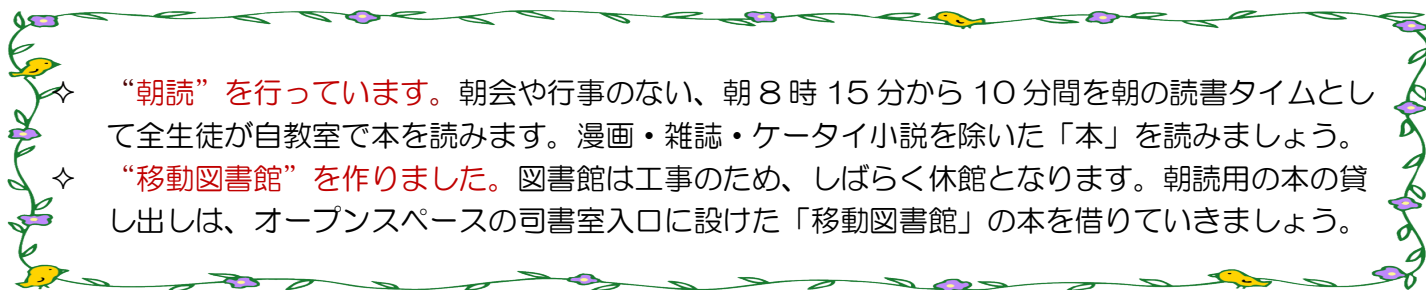 ✧ “朝読”を行っています。朝会や行事のない、朝8時15分から10分間を朝の読書タイムとし
て全生徒が自教室で本を読みます。漫画・雑誌・ケータイ小説を除いた「本」を読みましょう。
✧ “移動図書館”を作りました。図書館は工事のため、しばらく休館となります。朝読用の本の貸
し出しは、オープンスペースの司書室入口に設けた「移動図書館」の本を借りていきましょう。